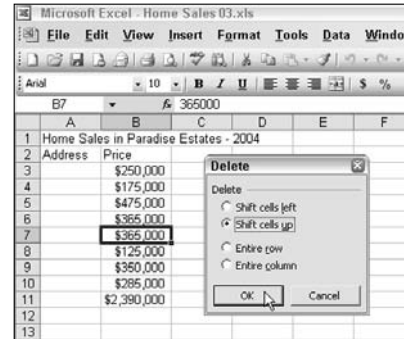 Microsoft Excel - Home Sales 03.xls
File Edit View Insert Format Tools Data Windo
Arial 10 B I U $ %
B7 fx 365000
A B C D E F
1 Home Sales in Paradise Estates - 2004
2 Address Price
3 $250,000
4 $175,000
5 $475,000
6 $365,000
7 $365,000
8 $125,000
9 $350,000
10 $285,000
11 $2,390,000
12
13
Delete
Delete
Shift cells left
Shift cells up
Entire row
Entire column
OK Cancel